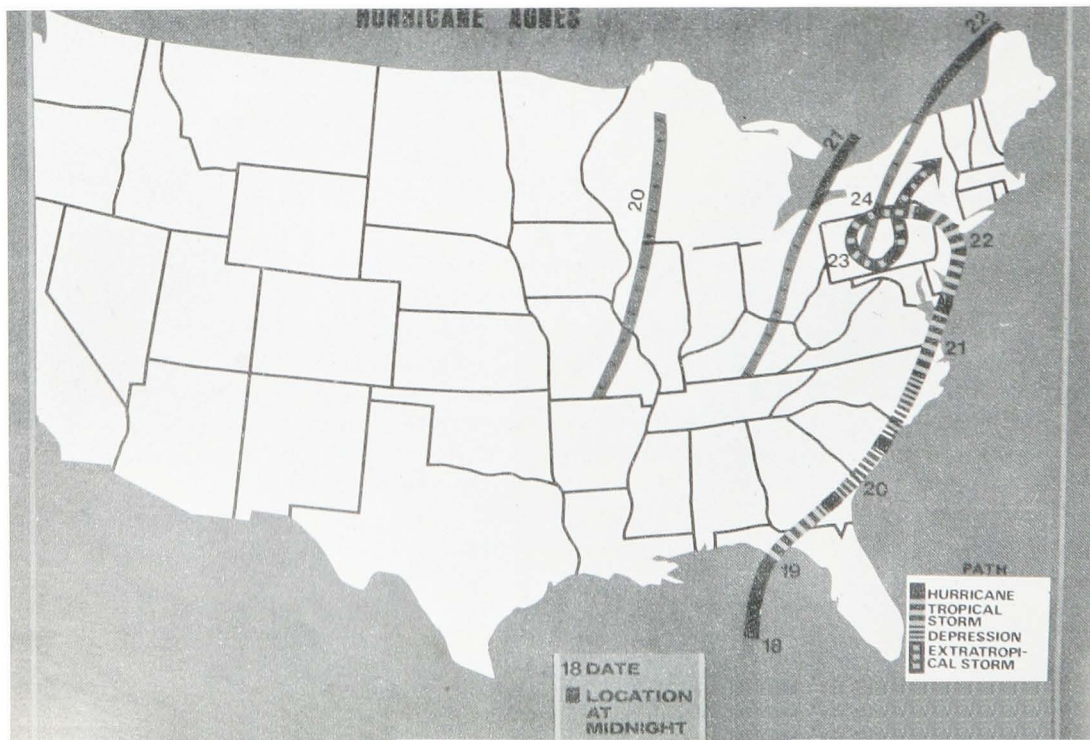 HURRICANE AGNES
22
21
20
24
22
23
21
20
19
18
PATH
HURRICANE
TROPICAL
STORM
DEPRESSION
EXTRATROPI-
CAL STORM
18 DATE
LOCATION
AT
MIDNIGHT